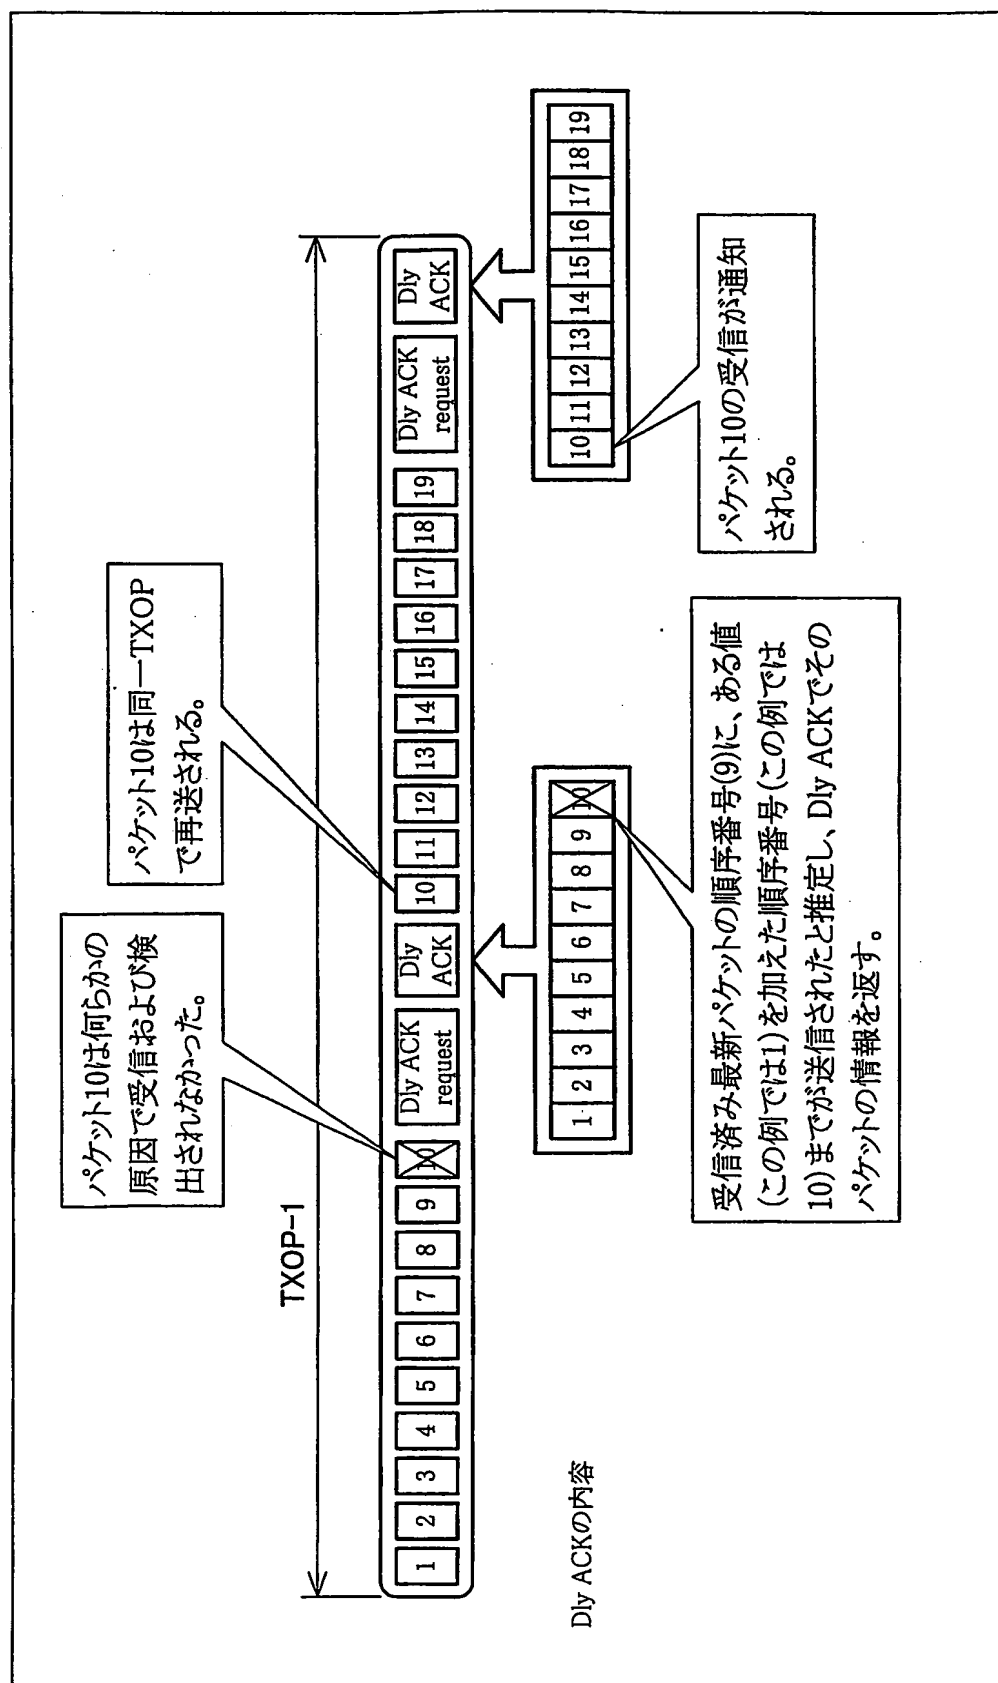 パケット10は何らかの
原因で受信および検
出されなかった。
パケット10は同一TXOP
で再送される。
TXOP-1
1 2 3 4 5 6 7 8 9 10 Dly ACK request Dly ACK 10 11 12 13 14 15 16 17 18 19 Dly ACK request Dly ACK
Dly ACKの内容
1 2 3 4 5 6 7 8 9 10
10 11 12 13 14 15 16 17 18 19
受信済み最新パケットの順序番号(9)に、ある値
(この例では1)を加えた順序番号(この例では
10)までが送信されたと推定し、Dly ACKでその
パケットの情報を返す。
パケット10の受信が通知
される。